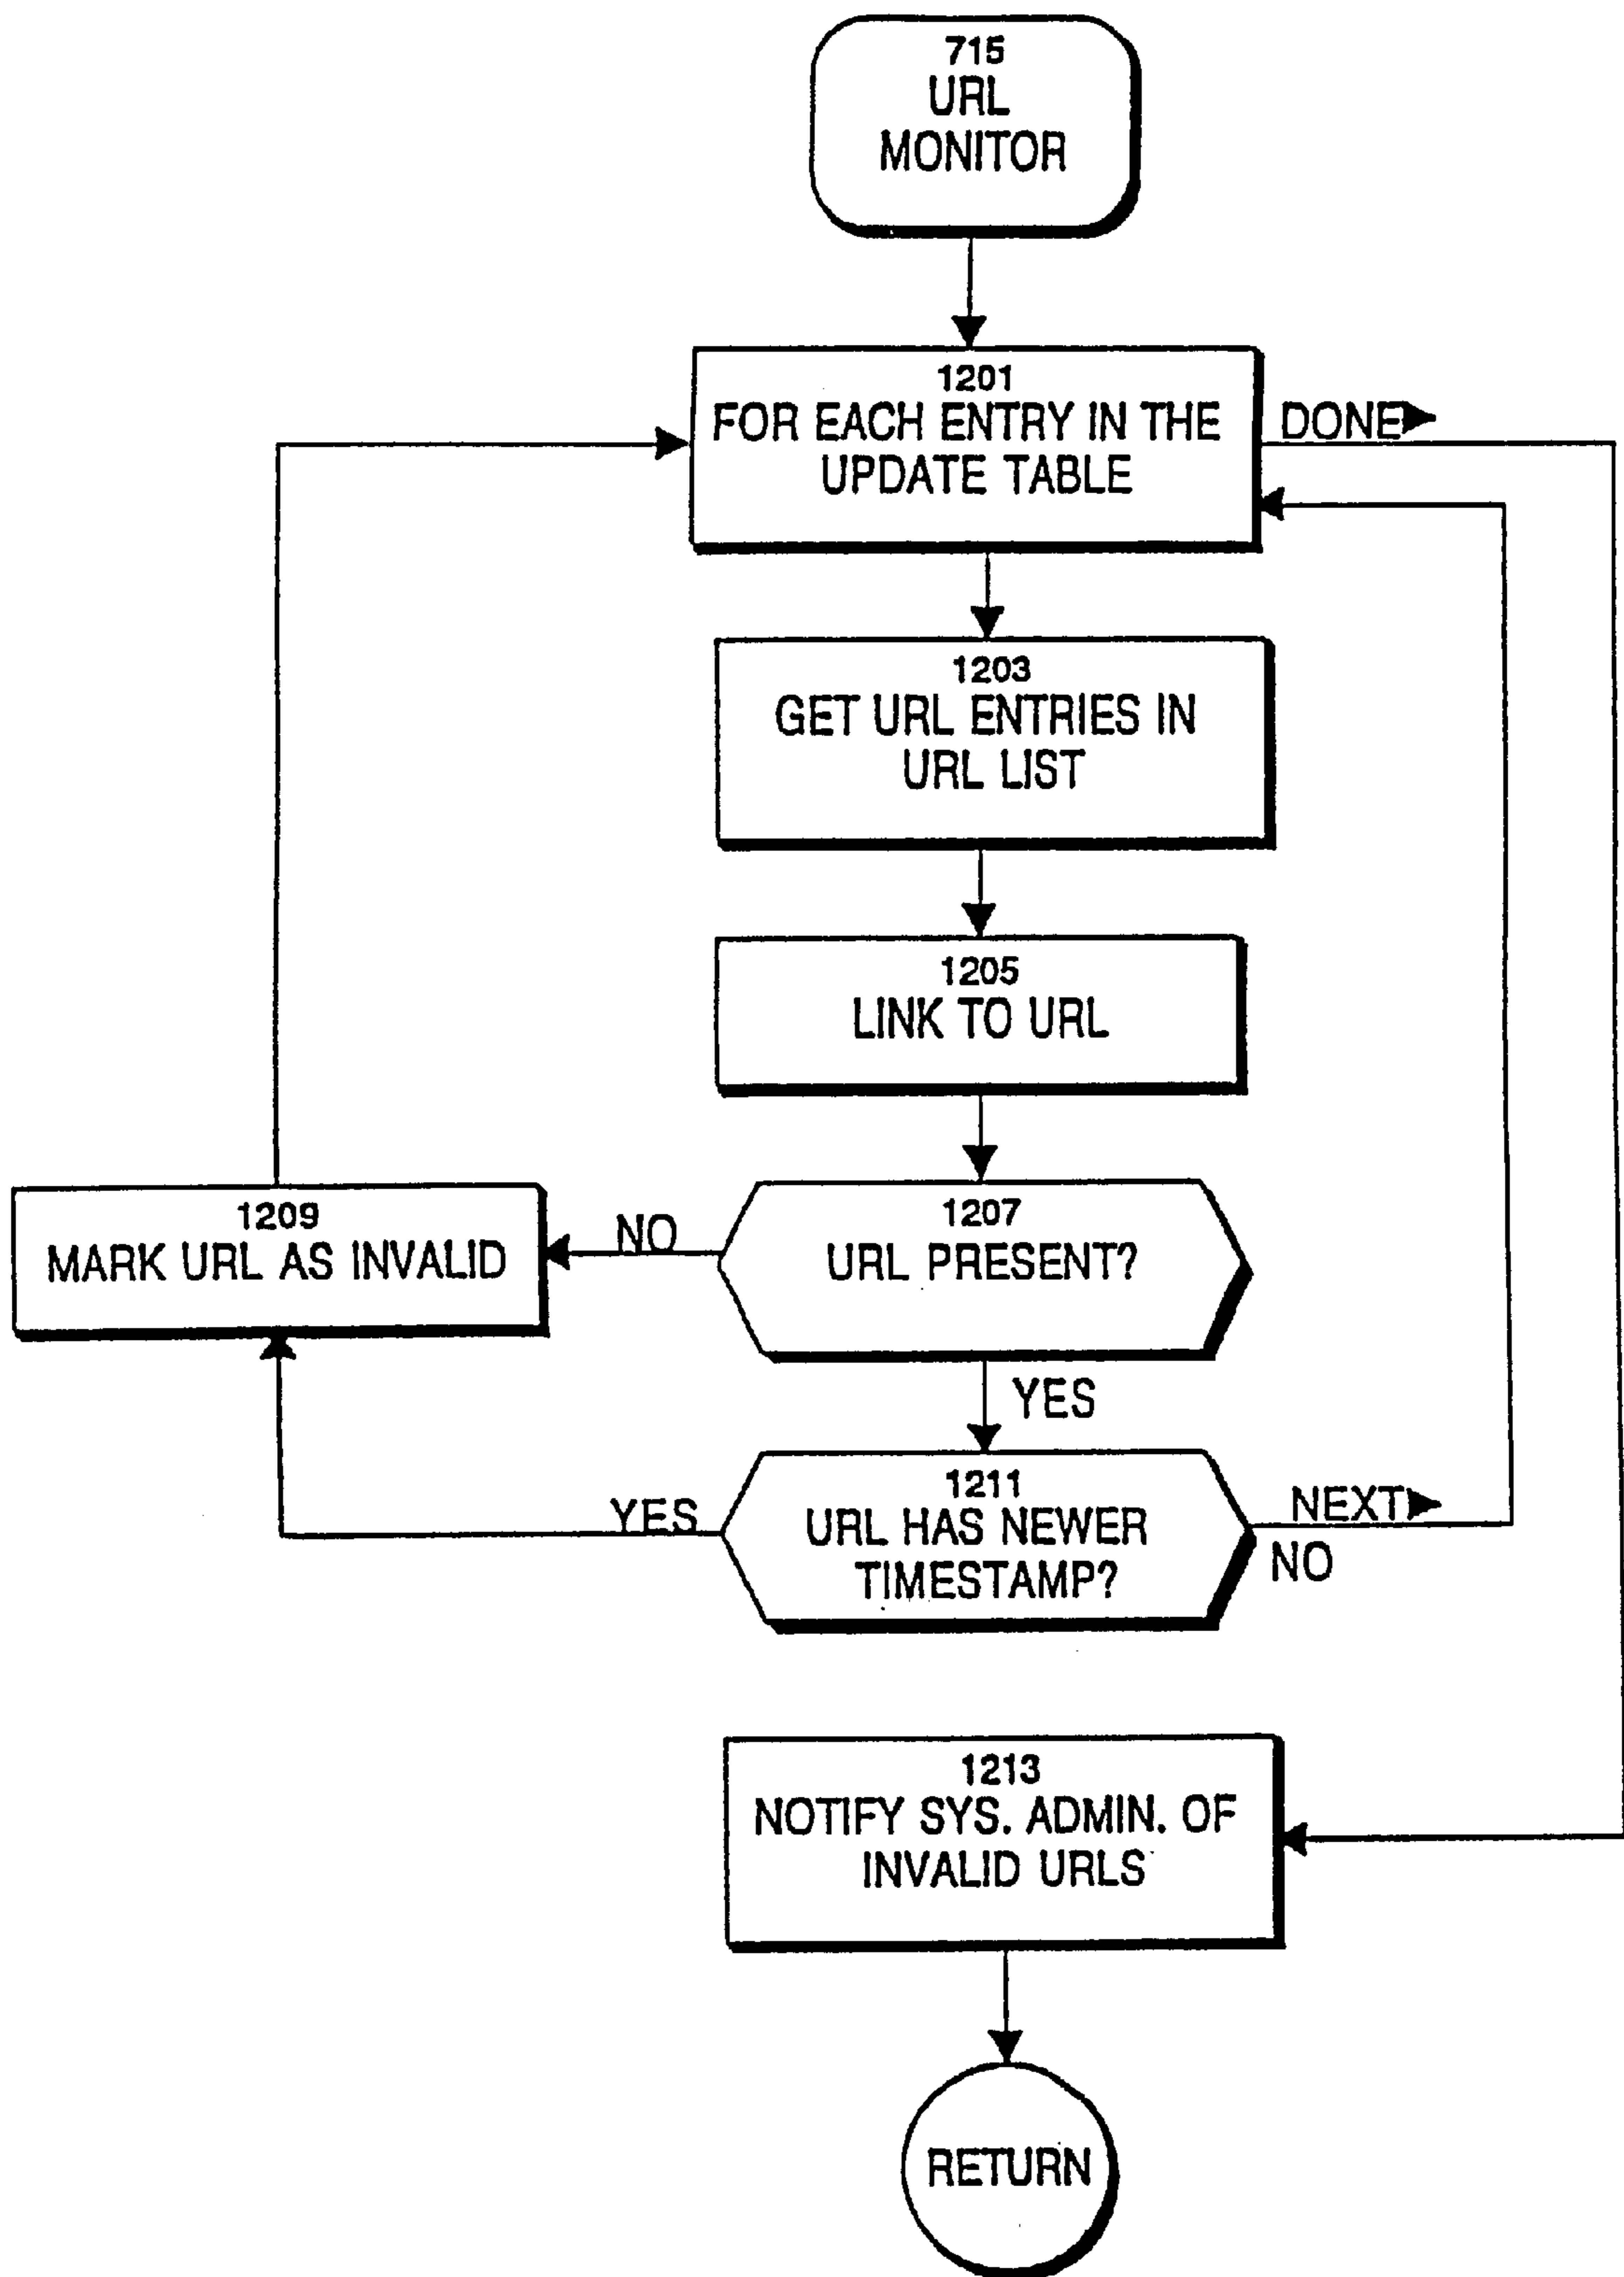 715
URL
MONITOR
1201
FOR EACH ENTRY IN THE
UPDATE TABLE
DONE
1203
GET URL ENTRIES IN
URL LIST
1205
LINK TO URL
1207
URL PRESENT?
NO
1209
MARK URL AS INVALID
YES
1211
URL HAS NEWER
TIMESTAMP?
YES
NEXT
NO
1213
NOTIFY SYS. ADMIN. OF
INVALID URLS
RETURN